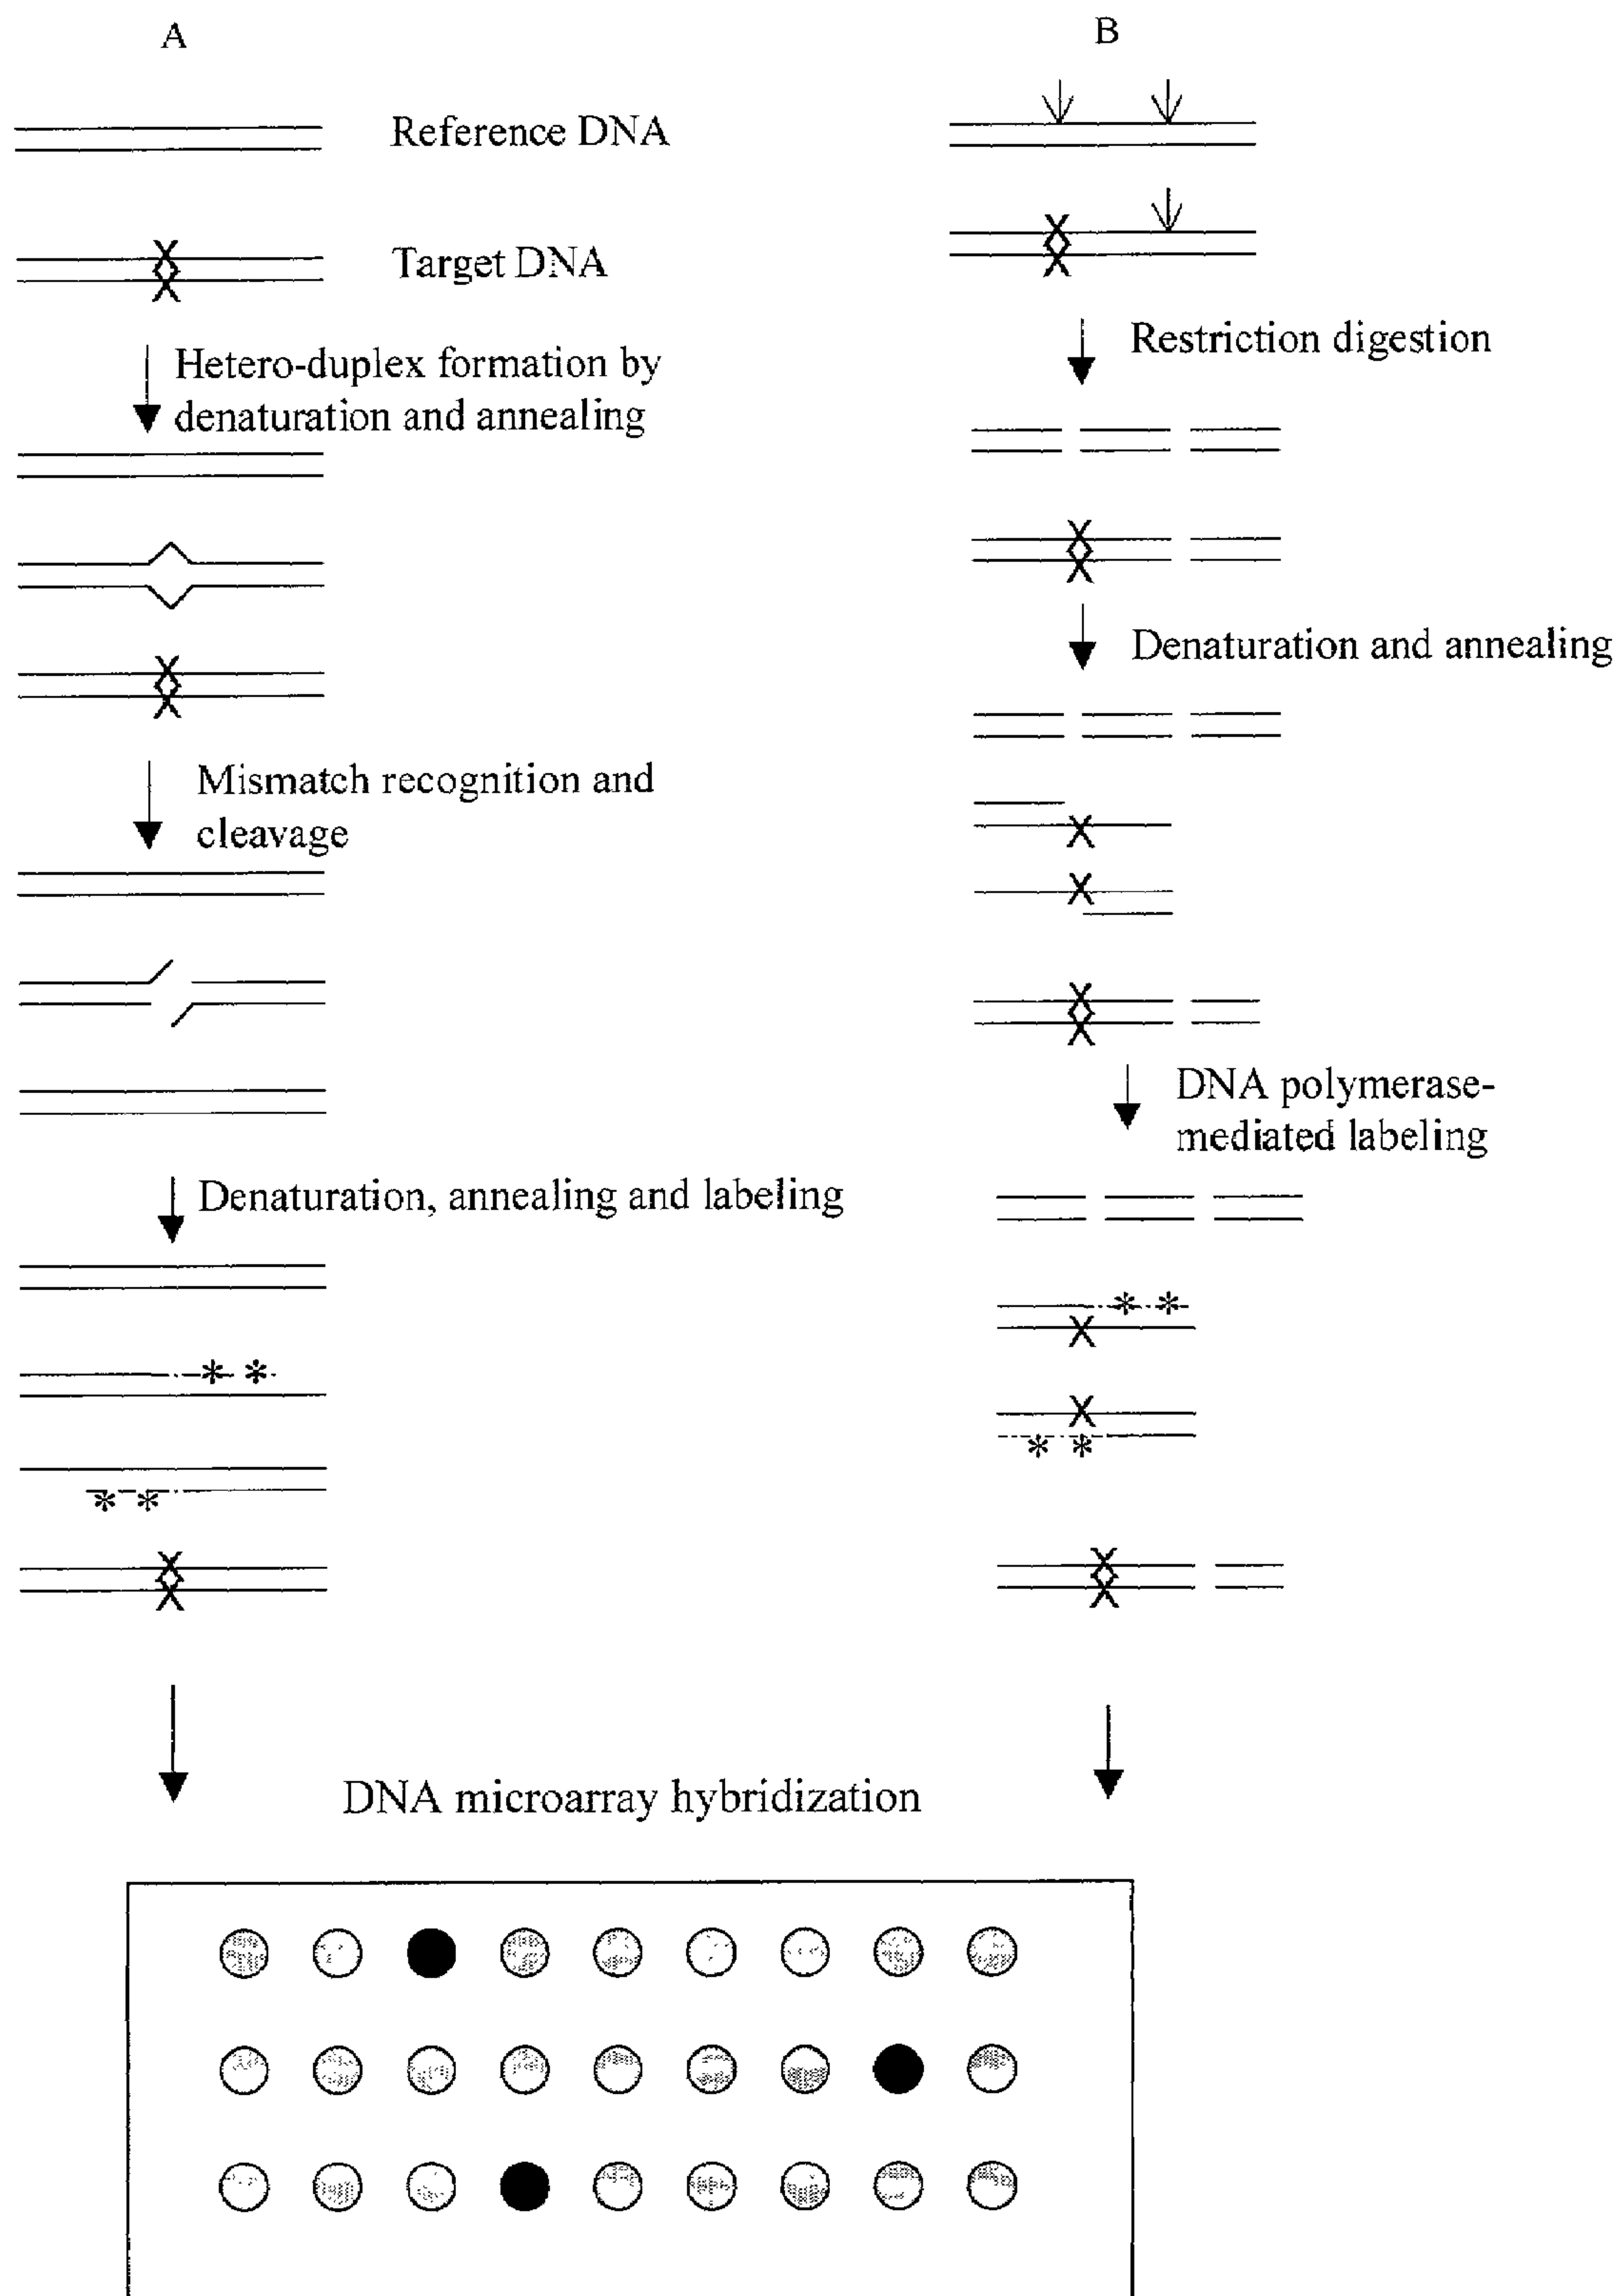 A
B
Reference DNA
Target DNA
Hetero-duplex formation by
denaturation and annealing
Mismatch recognition and
cleavage
Denaturation, annealing and labeling
Restriction digestion
Denaturation and annealing
DNA polymerase-
mediated labeling
DNA microarray hybridization